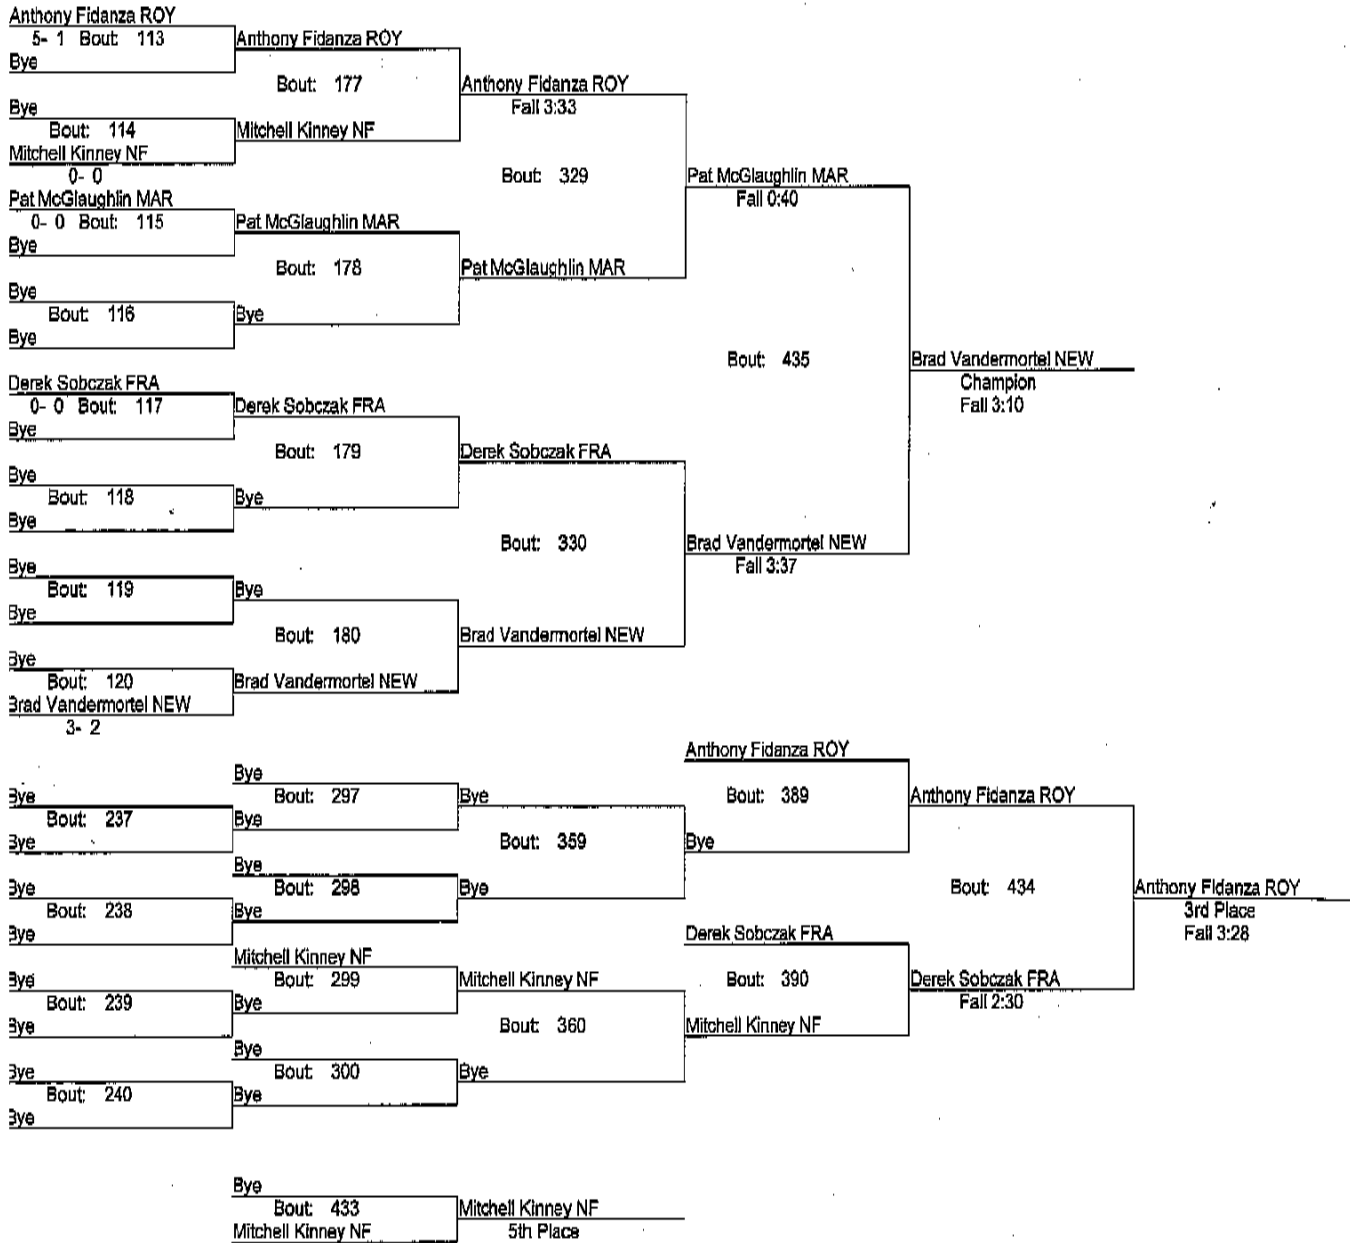 Anthony Fidanza ROY
5- 1 Bout: 113
Bye
Anthony Fidanza ROY
Bout: 177
Bye
Bout: 114
Mitchell Kinney NF
0- 0
Mitchell Kinney NF
Anthony Fidanza ROY
Fall 3:33
Bout: 329
Pat McGlaughlin MAR
0- 0 Bout: 115
Bye
Pat McGlaughlin MAR
Bout: 178
Bye
Bout: 116
Bye
Bye
Pat McGlaughlin MAR
Pat McGlaughlin MAR
Fall 0:40
Bout: 435
Brad Vandermortel NEW
Champion
Fall 3:10
Derek Sobczak FRA
0- 0 Bout: 117
Bye
Derek Sobczak FRA
Bout: 179
Bye
Bout: 118
Bye
Bye
Derek Sobczak FRA
Bout: 330
Brad Vandermortel NEW
Fall 3:37
Bye
Bout: 119
Bye
Bye
Bout: 180
Bye
Bout: 120
Brad Vandermortel NEW
3- 2
Brad Vandermortel NEW
Brad Vandermortel NEW
Bye
Bout: 237
Bye
Bye
Bout: 297
Bye
Bye
Bout: 238
Bye
Bye
Bout: 298
Bye
Bye
Bout: 359
Bye
Anthony Fidanza ROY
Bout: 389
Bye
Anthony Fidanza ROY
Bout: 434
Anthony Fidanza ROY
3rd Place
Fall 3:28
Bye
Bout: 239
Bye
Mitchell Kinney NF
Bout: 299
Bye
Bye
Bout: 240
Bye
Bye
Bout: 300
Bye
Mitchell Kinney NF
Bout: 360
Bye
Derek Sobczak FRA
Bout: 390
Mitchell Kinney NF
Derek Sobczak FRA
Fall 2:30
Bye
Bout: 433
Mitchell Kinney NF
Mitchell Kinney NF
5th Place